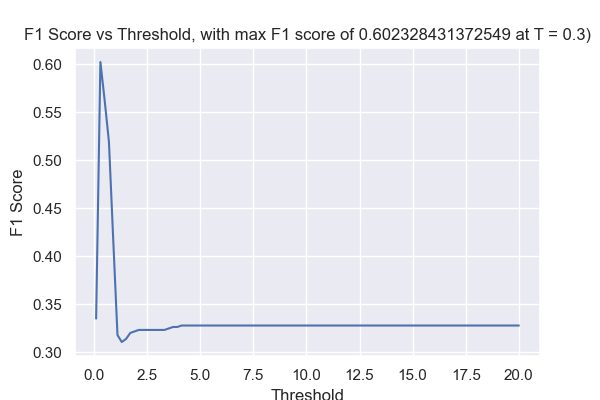 F1 Score vs Threshold, with max F1 score of 0.602328431372549 at T = 0.3)
0.60
0.55
0.50
0.45
0.40
0.35
0.30
F1 Score
0.0 2.5 5.0 7.5 10.0 12.5 15.0 17.5 20.0
Threshold